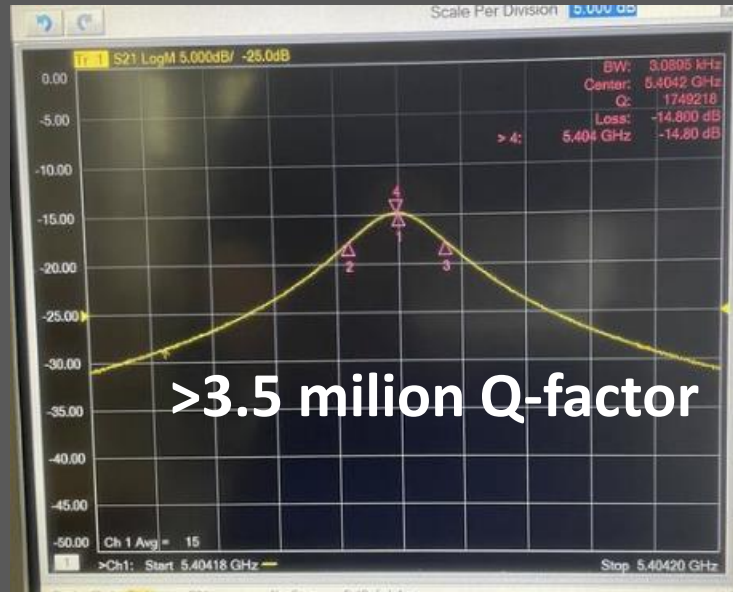 Scale Per Division 5.000 dB
Tr 1 S21 LogM 5.000dB/ -25.0dB
BW: 3.0895 kHz
Center: 5.4042 GHz
Q: 1749218
Loss: -14.800 dB
> 4: 5.404 GHz -14.80 dB
0.00
-5.00
-10.00
-15.00
-20.00
-25.00
-30.00
-35.00
-40.00
-45.00
-50.00
4
1
2
3
>3.5 milion Q-factor
Ch 1 Avg = 15
1 >Ch1: Start 5.40418 GHz Stop 5.40420 GHz